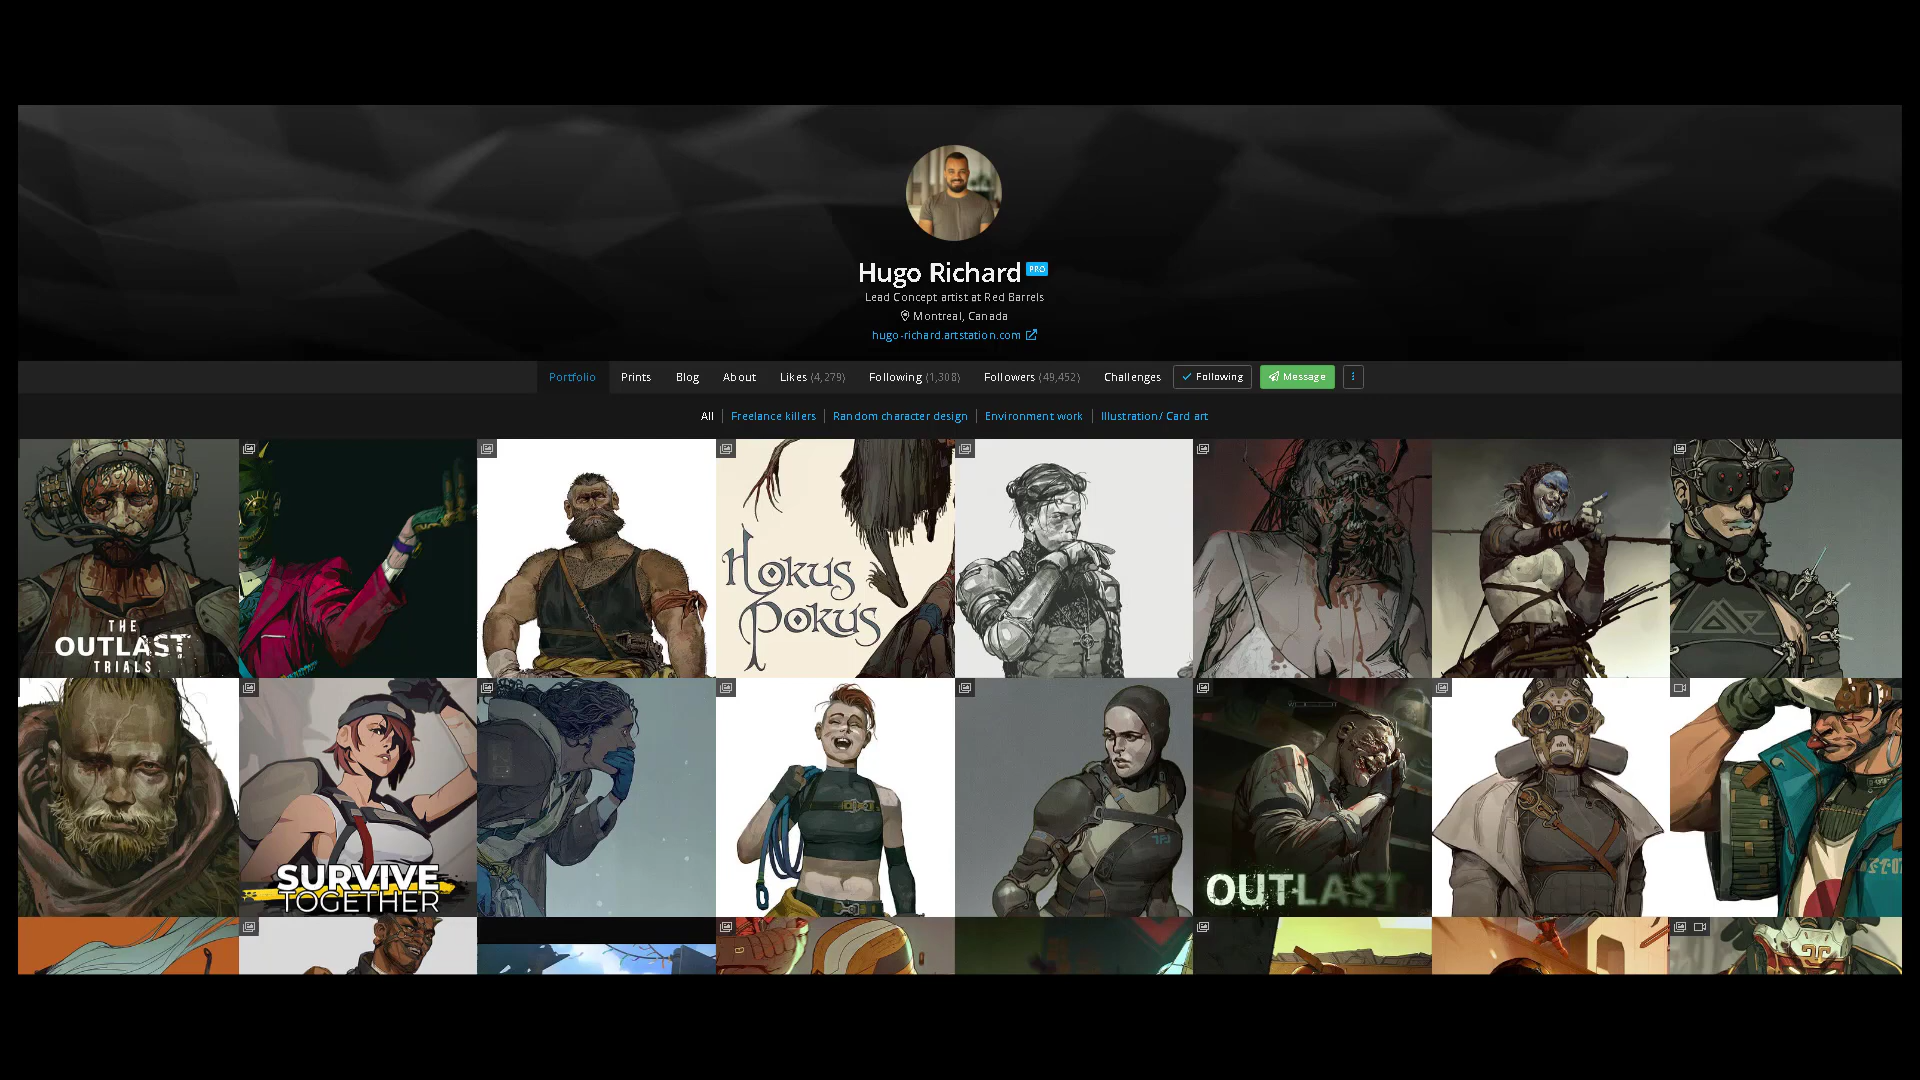 Hugo Richard PRO
Lead Concept artist at Red Barrels
Montreal, Canada
hugo-richard.artstation.com
Portfolio Prints Blog About Likes (4,279) Following (1,308) Followers (49,452) Challenges Following Message
All Freelance killers Random character design Environment work Illustration/ Card art
THE
OUTLAST
TRIALS
Hokus
Pokus
SURVIVE
TOGETHER
OUTLAST